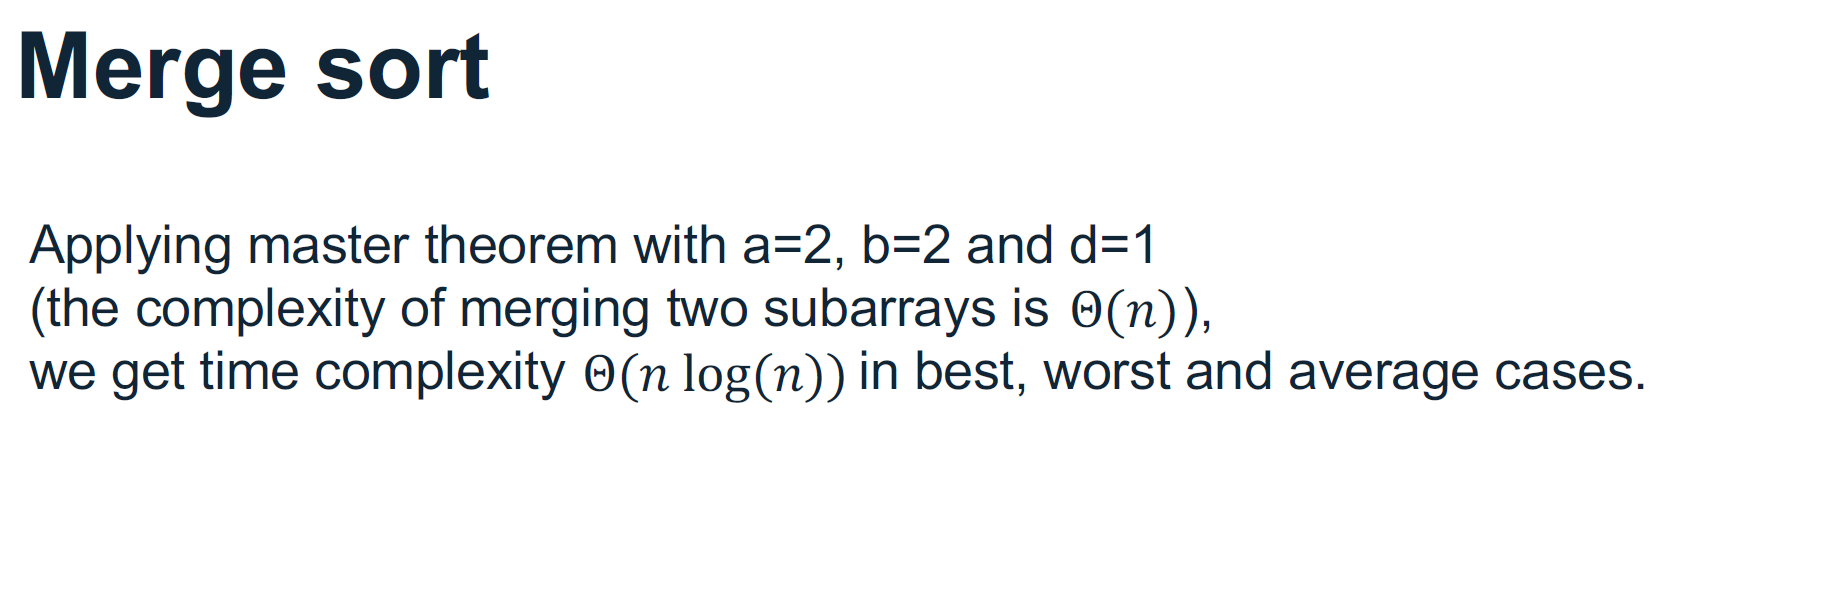 Merge sort
Applying master theorem with a=2, b=2 and d=1
(the complexity of merging two subarrays is Θ(n)),
we get time complexity Θ(n log(n)) in best, worst and average cases.